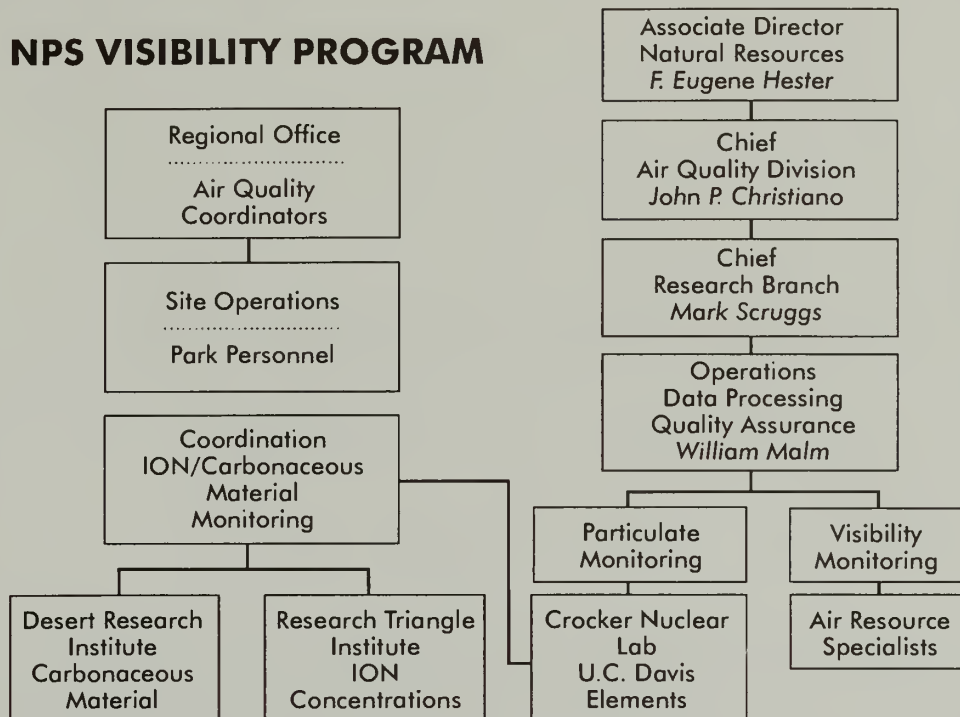 NPS VISIBILITY PROGRAM
Regional Office
Air Quality
Coordinators
Site Operations
Park Personnel
Coordination
ION/Carbonaceous
Material
Monitoring
Desert Research
Institute
Carbonaceous
Material
Research Triangle
Institute
ION
Concentrations
Associate Director
Natural Resources
F. Eugene Hester
Chief
Air Quality Division
John P. Christiano
Chief
Research Branch
Mark Scruggs
Operations
Data Processing
Quality Assurance
William Malm
Particulate
Monitoring
Crocker Nuclear
Lab
U.C. Davis
Elements
Visibility
Monitoring
Air Resource
Specialists